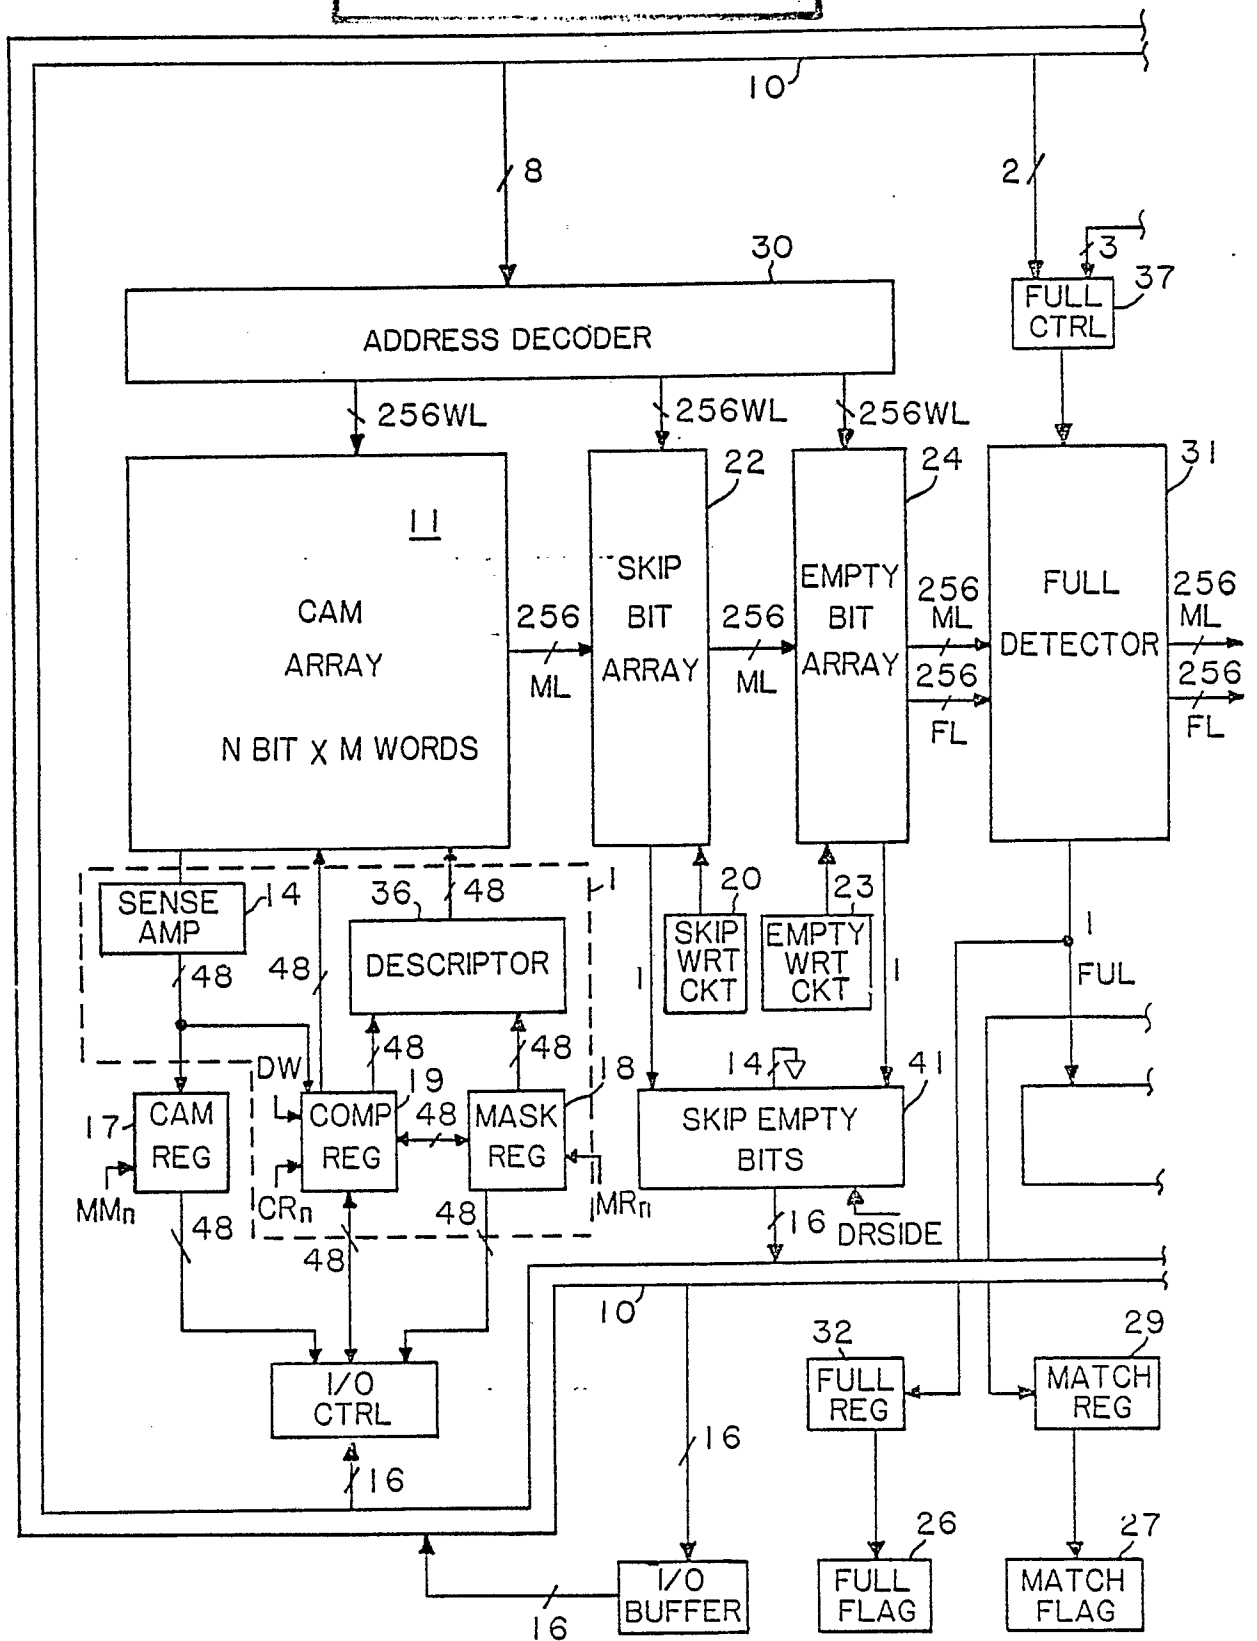 10
8
2
3
30
37
FULL
CTRL
ADDRESS DECODER
256WL
256WL
256WL
22
24
31
11
SKIP
BIT
ARRAY
EMPTY
BIT
ARRAY
FULL
DETECTOR
CAM
ARRAY
N BIT X M WORDS
256
ML
256
ML
256
ML
256
FL
256
ML
256
FL
14
SENSE
AMP
36
48
1
20
23
DESCRIPTOR
SKIP
WRT
CKT
EMPTY
WRT
CKT
48
48
1
1
1
FUL
48
48
14
DW
19
18
41
17
CAM
REG
COMP
REG
48
MASK
REG
SKIP EMPTY
BITS
MMn
CRn
MRn
48
48
48
16
DRSIDE
10
32
29
I/O
CTRL
FULL
REG
MATCH
REG
16
16
26
27
I/O
BUFFER
FULL
FLAG
MATCH
FLAG
16